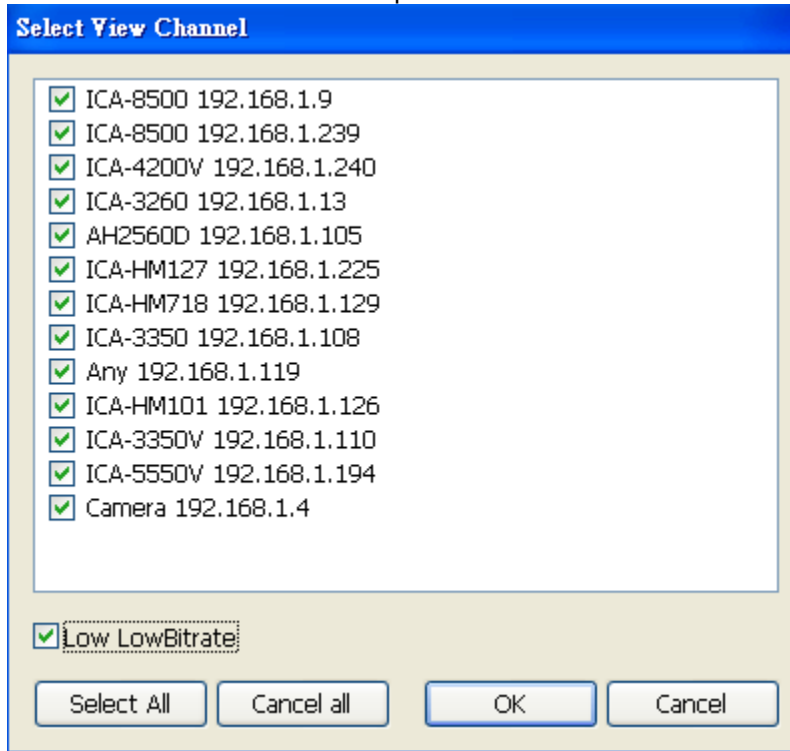 Select View Channel
ICA-8500 192.168.1.9
ICA-8500 192.168.1.239
ICA-4200V 192.168.1.240
ICA-3260 192.168.1.13
AH2560D 192.168.1.105
ICA-HM127 192.168.1.225
ICA-HM718 192.168.1.129
ICA-3350 192.168.1.108
Any 192.168.1.119
ICA-HM101 192.168.1.126
ICA-3350V 192.168.1.110
ICA-5550V 192.168.1.194
Camera 192.168.1.4
Low LowBitrate
Select All Cancel all OK Cancel